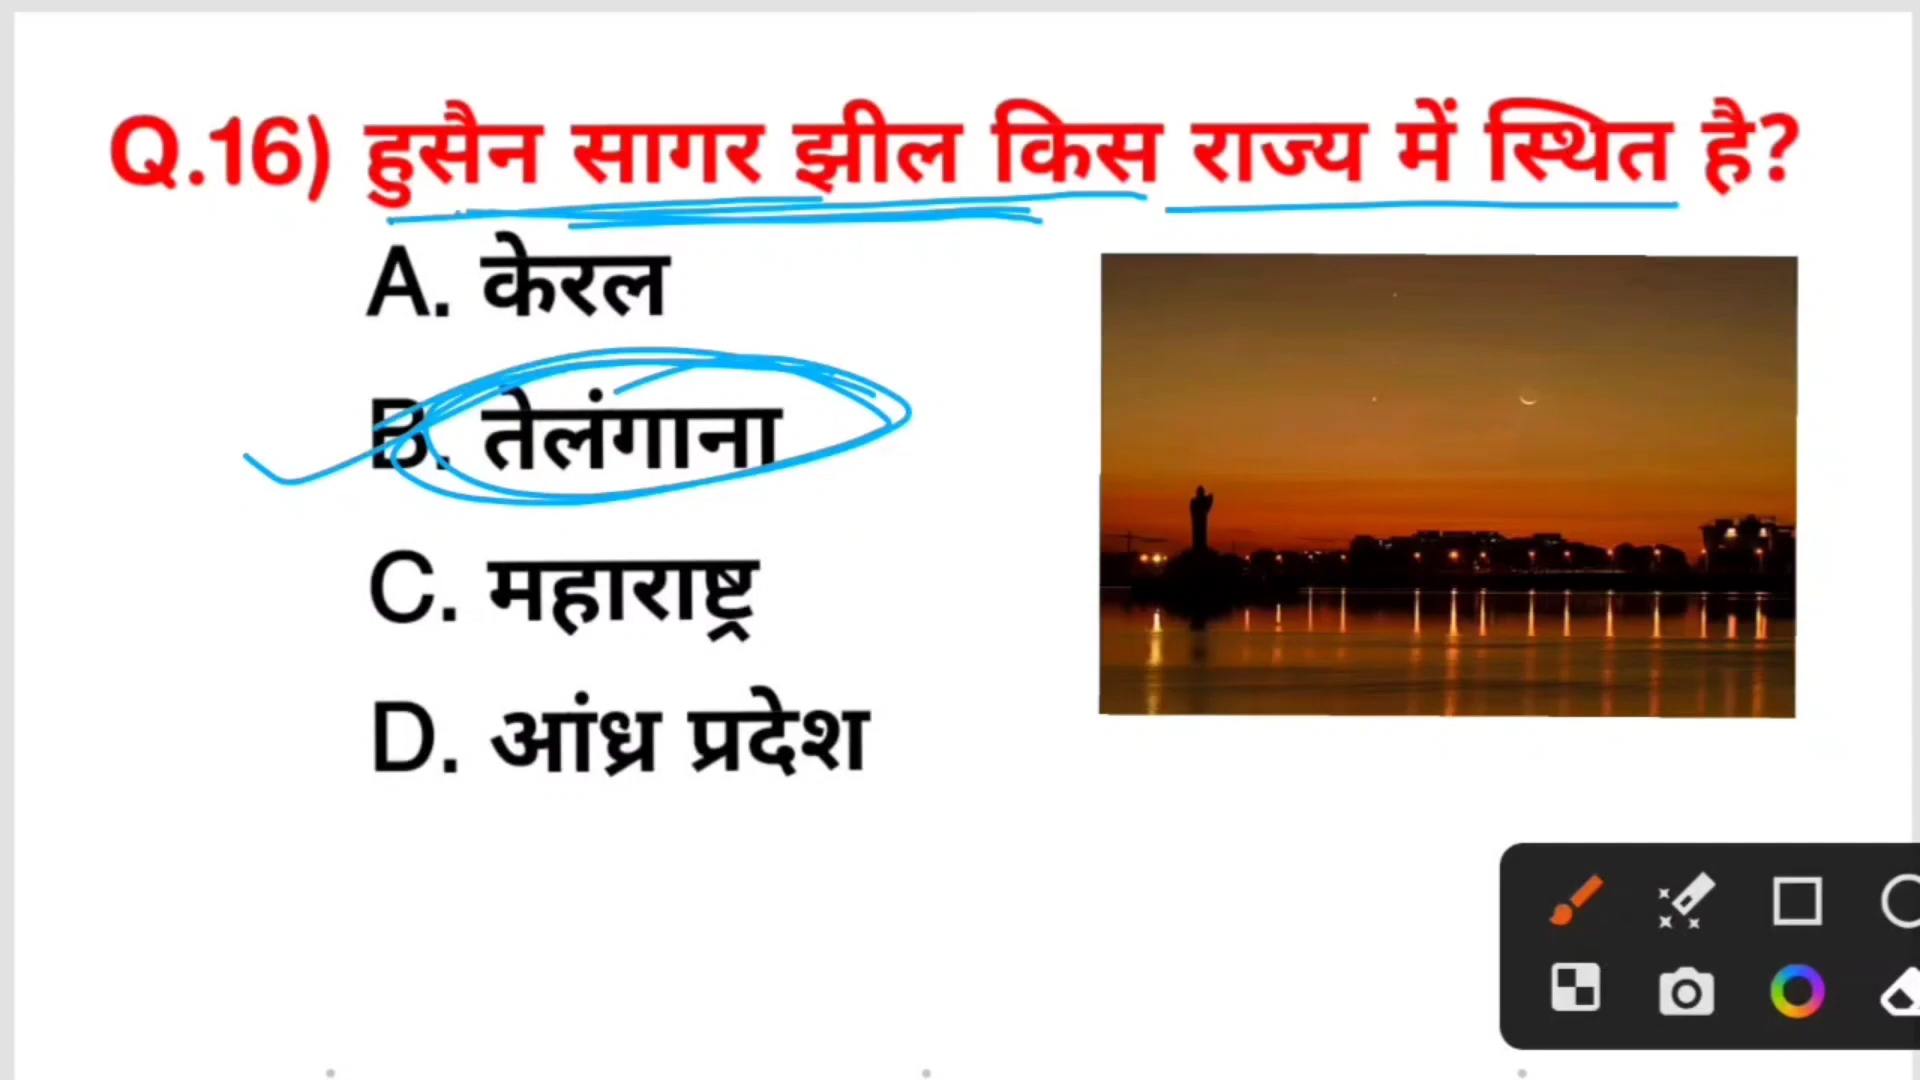 Q.16) हुसैन सागर झील किस राज्य में स्थित है?
A. केरल
B. तेलंगाना
C. महाराष्ट्र
D. आंध्र प्रदेश